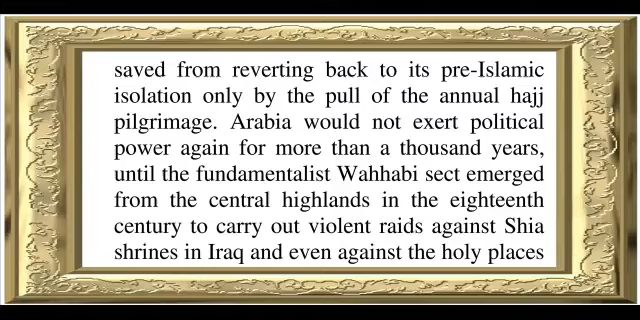 saved from reverting back to its pre-Islamic
isolation only by the pull of the annual hajj
pilgrimage. Arabia would not exert political
power again for more than a thousand years,
until the fundamentalist Wahhabi sect emerged
from the central highlands in the eighteenth
century to carry out violent raids against Shia
shrines in Iraq and even against the holy places